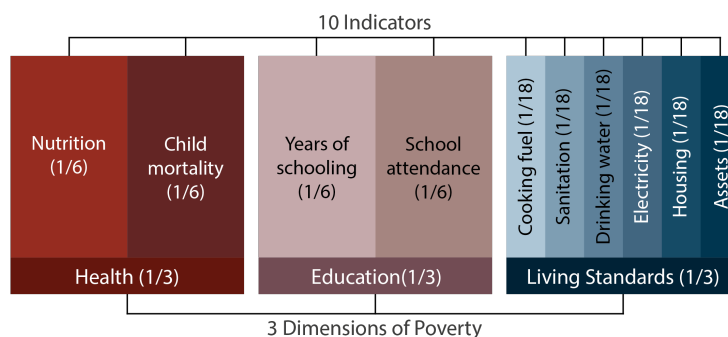 10 Indicators
Nutrition
(1/6)
Child
mortality
(1/6)
Years of
schooling
(1/6)
School
attendance
(1/6)
Cooking fuel (1/18)
Sanitation (1/18)
Drinking water (1/18)
Electricity (1/18)
Housing (1/18)
Assets (1/18)
Health (1/3)
Education(1/3)
Living Standards (1/3)
3 Dimensions of Poverty